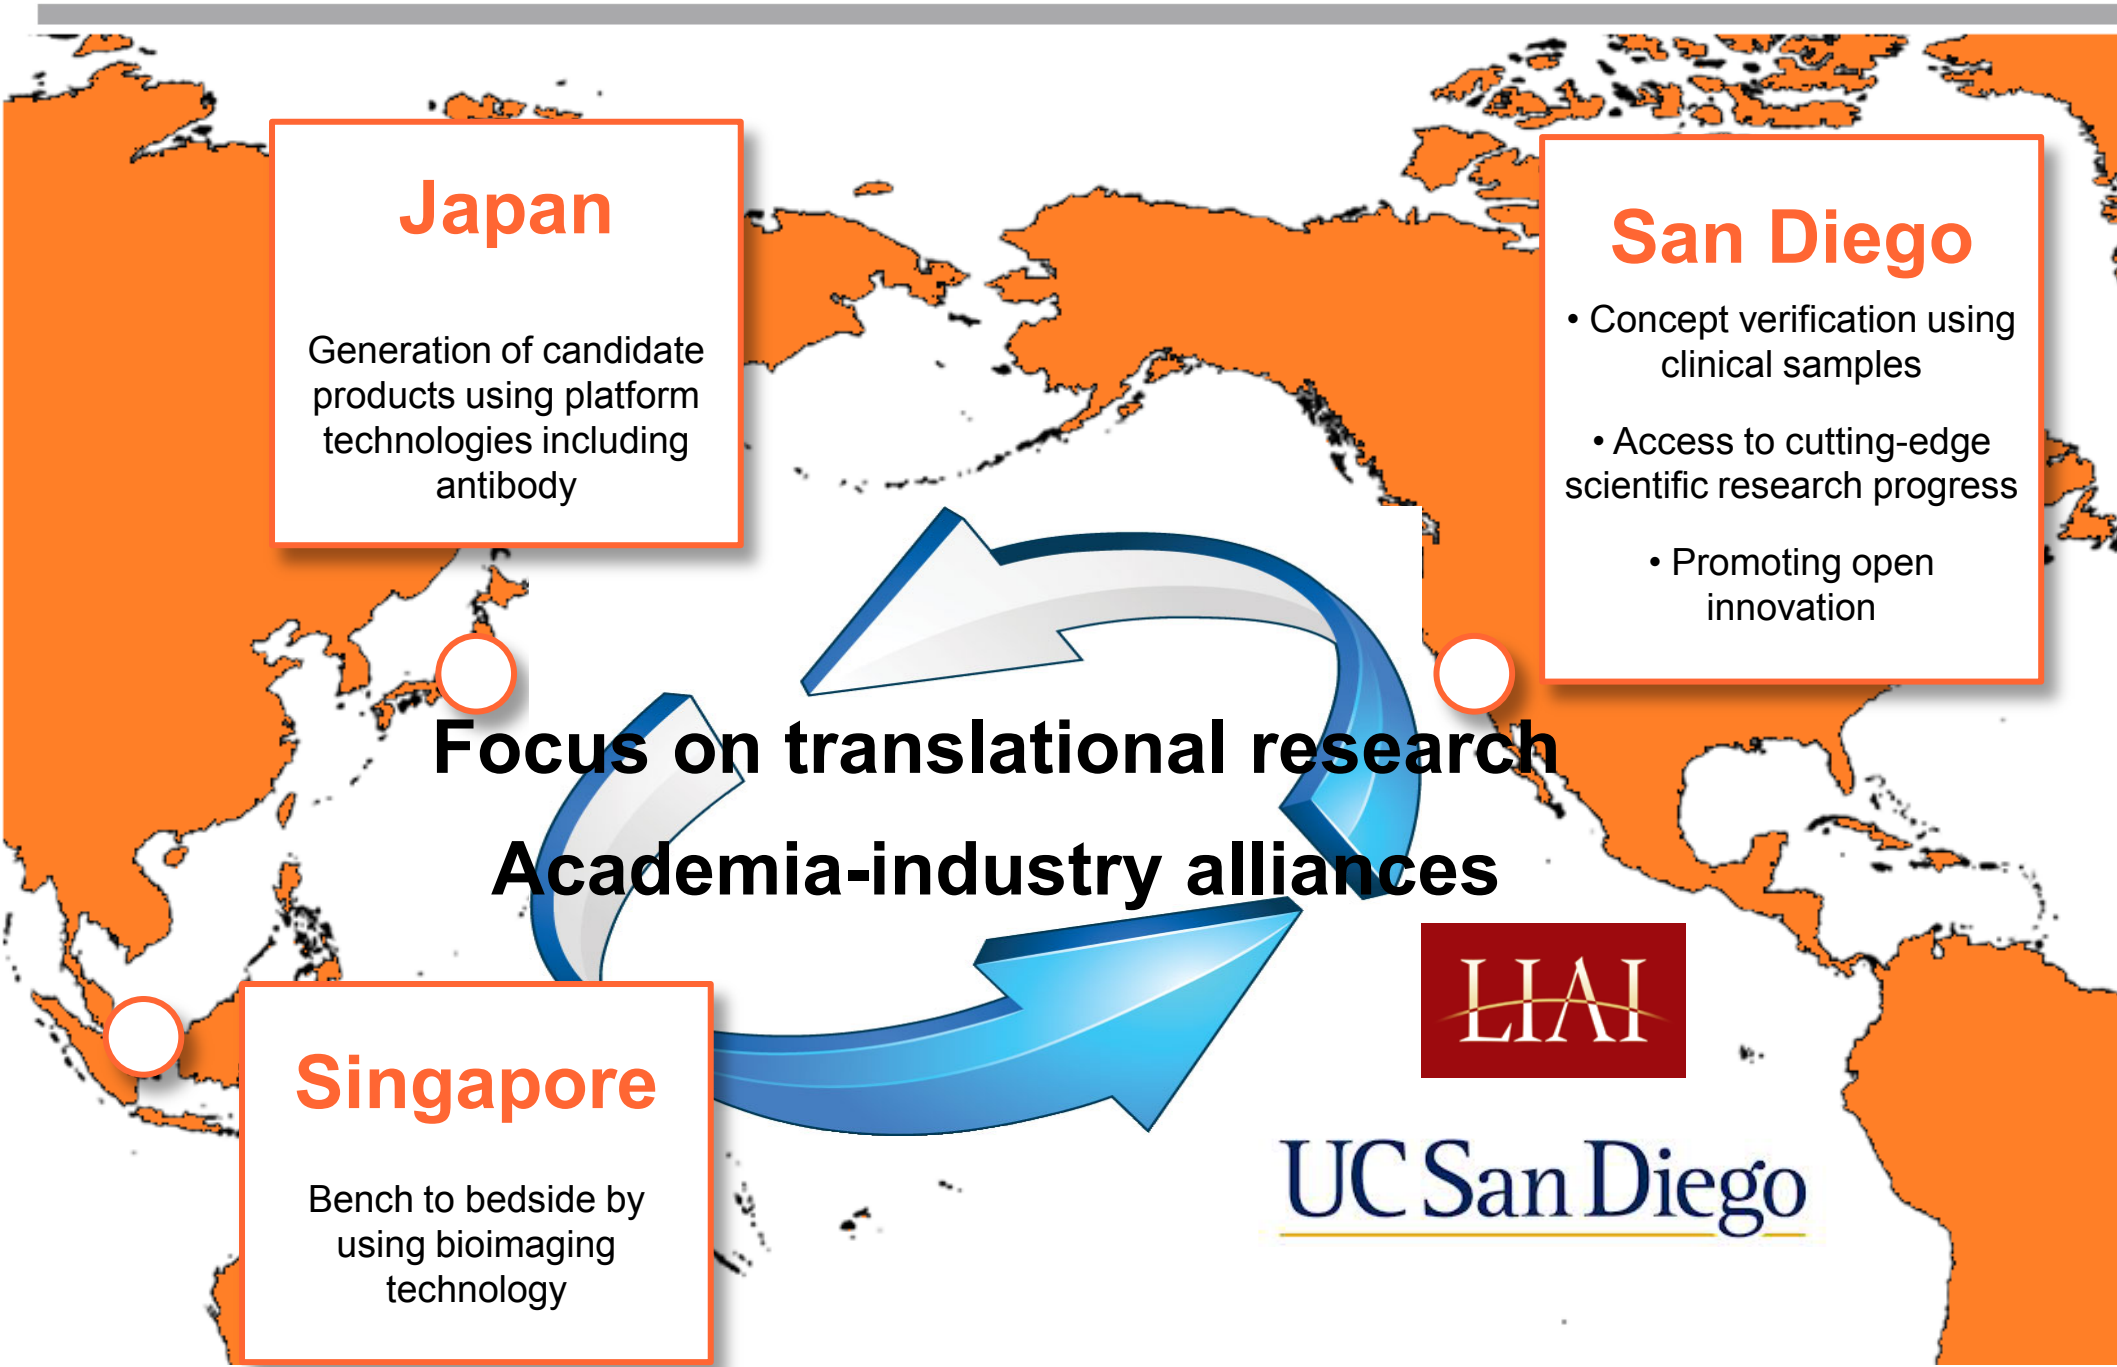 Japan
Generation of candidate
products using platform
technologies including
antibody
San Diego
• Concept verification using
clinical samples
• Access to cutting-edge
scientific research progress
• Promoting open
innovation
Focus on translational research
Academia-industry alliances
LIAI
UC San Diego
Singapore
Bench to bedside by
using bioimaging
technology